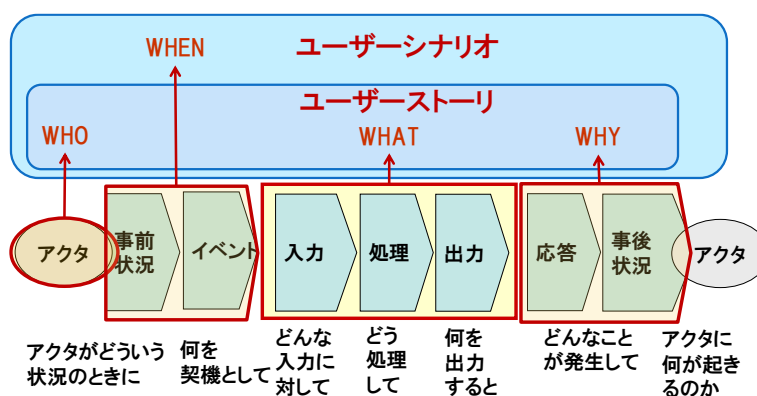 ユーザーシナリオ
WHEN
ユーザーストーリ
WHO
WHAT
WHY
アクタ
事前
状況
イベント
入力
処理
出力
応答
事後
状況
アクタ
アクタがどういう
状況のときに
何を
契機として
どんな
入力に
対して
どう
処理
して
何を
出力
すると
どんなこと
が発生して
アクタに
何が起き
るのか